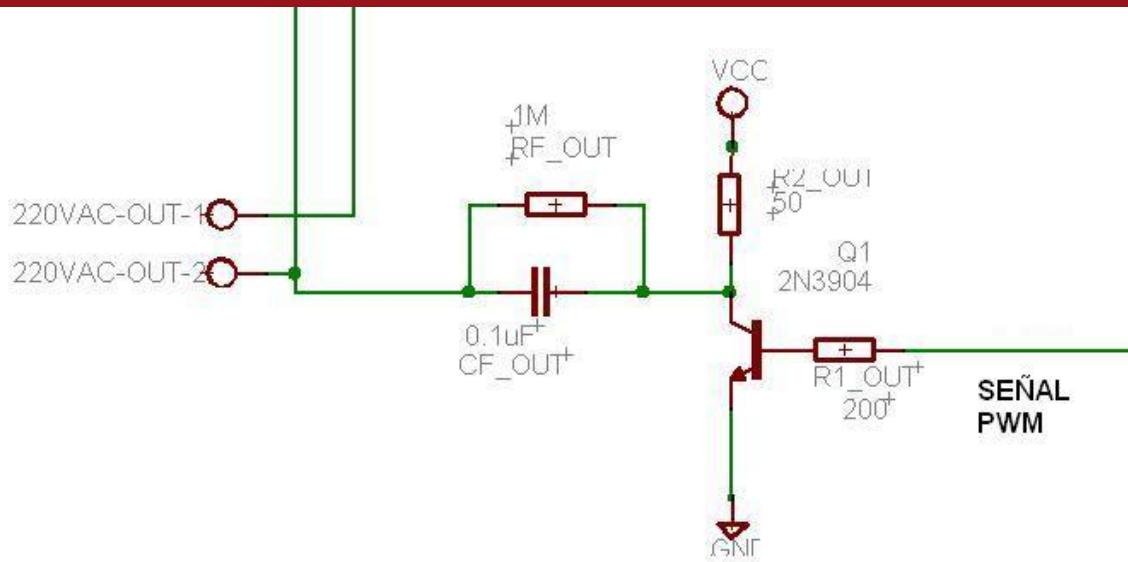 VCC
1M
RF_OUT
R2_OUT
50
220VAC-OUT-1
220VAC-OUT-2
Q1
2N3904
0.1uF
CF_OUT
R1_OUT
200
SEÑAL
PWM
GND